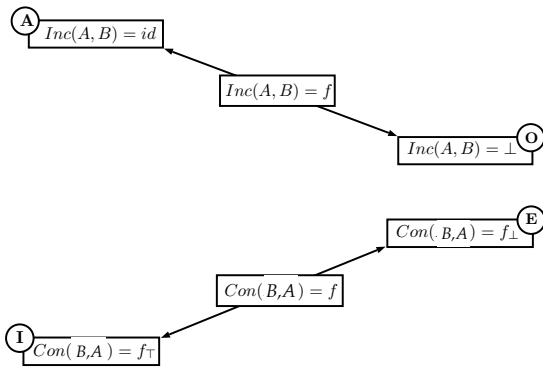 A
Inc(A, B) = id
Inc(A, B) = f
O
Inc(A, B) = ⊥
E
Con( B,A) = f⊥
Con( B,A) = f
I
Con( B,A ) = f⊤